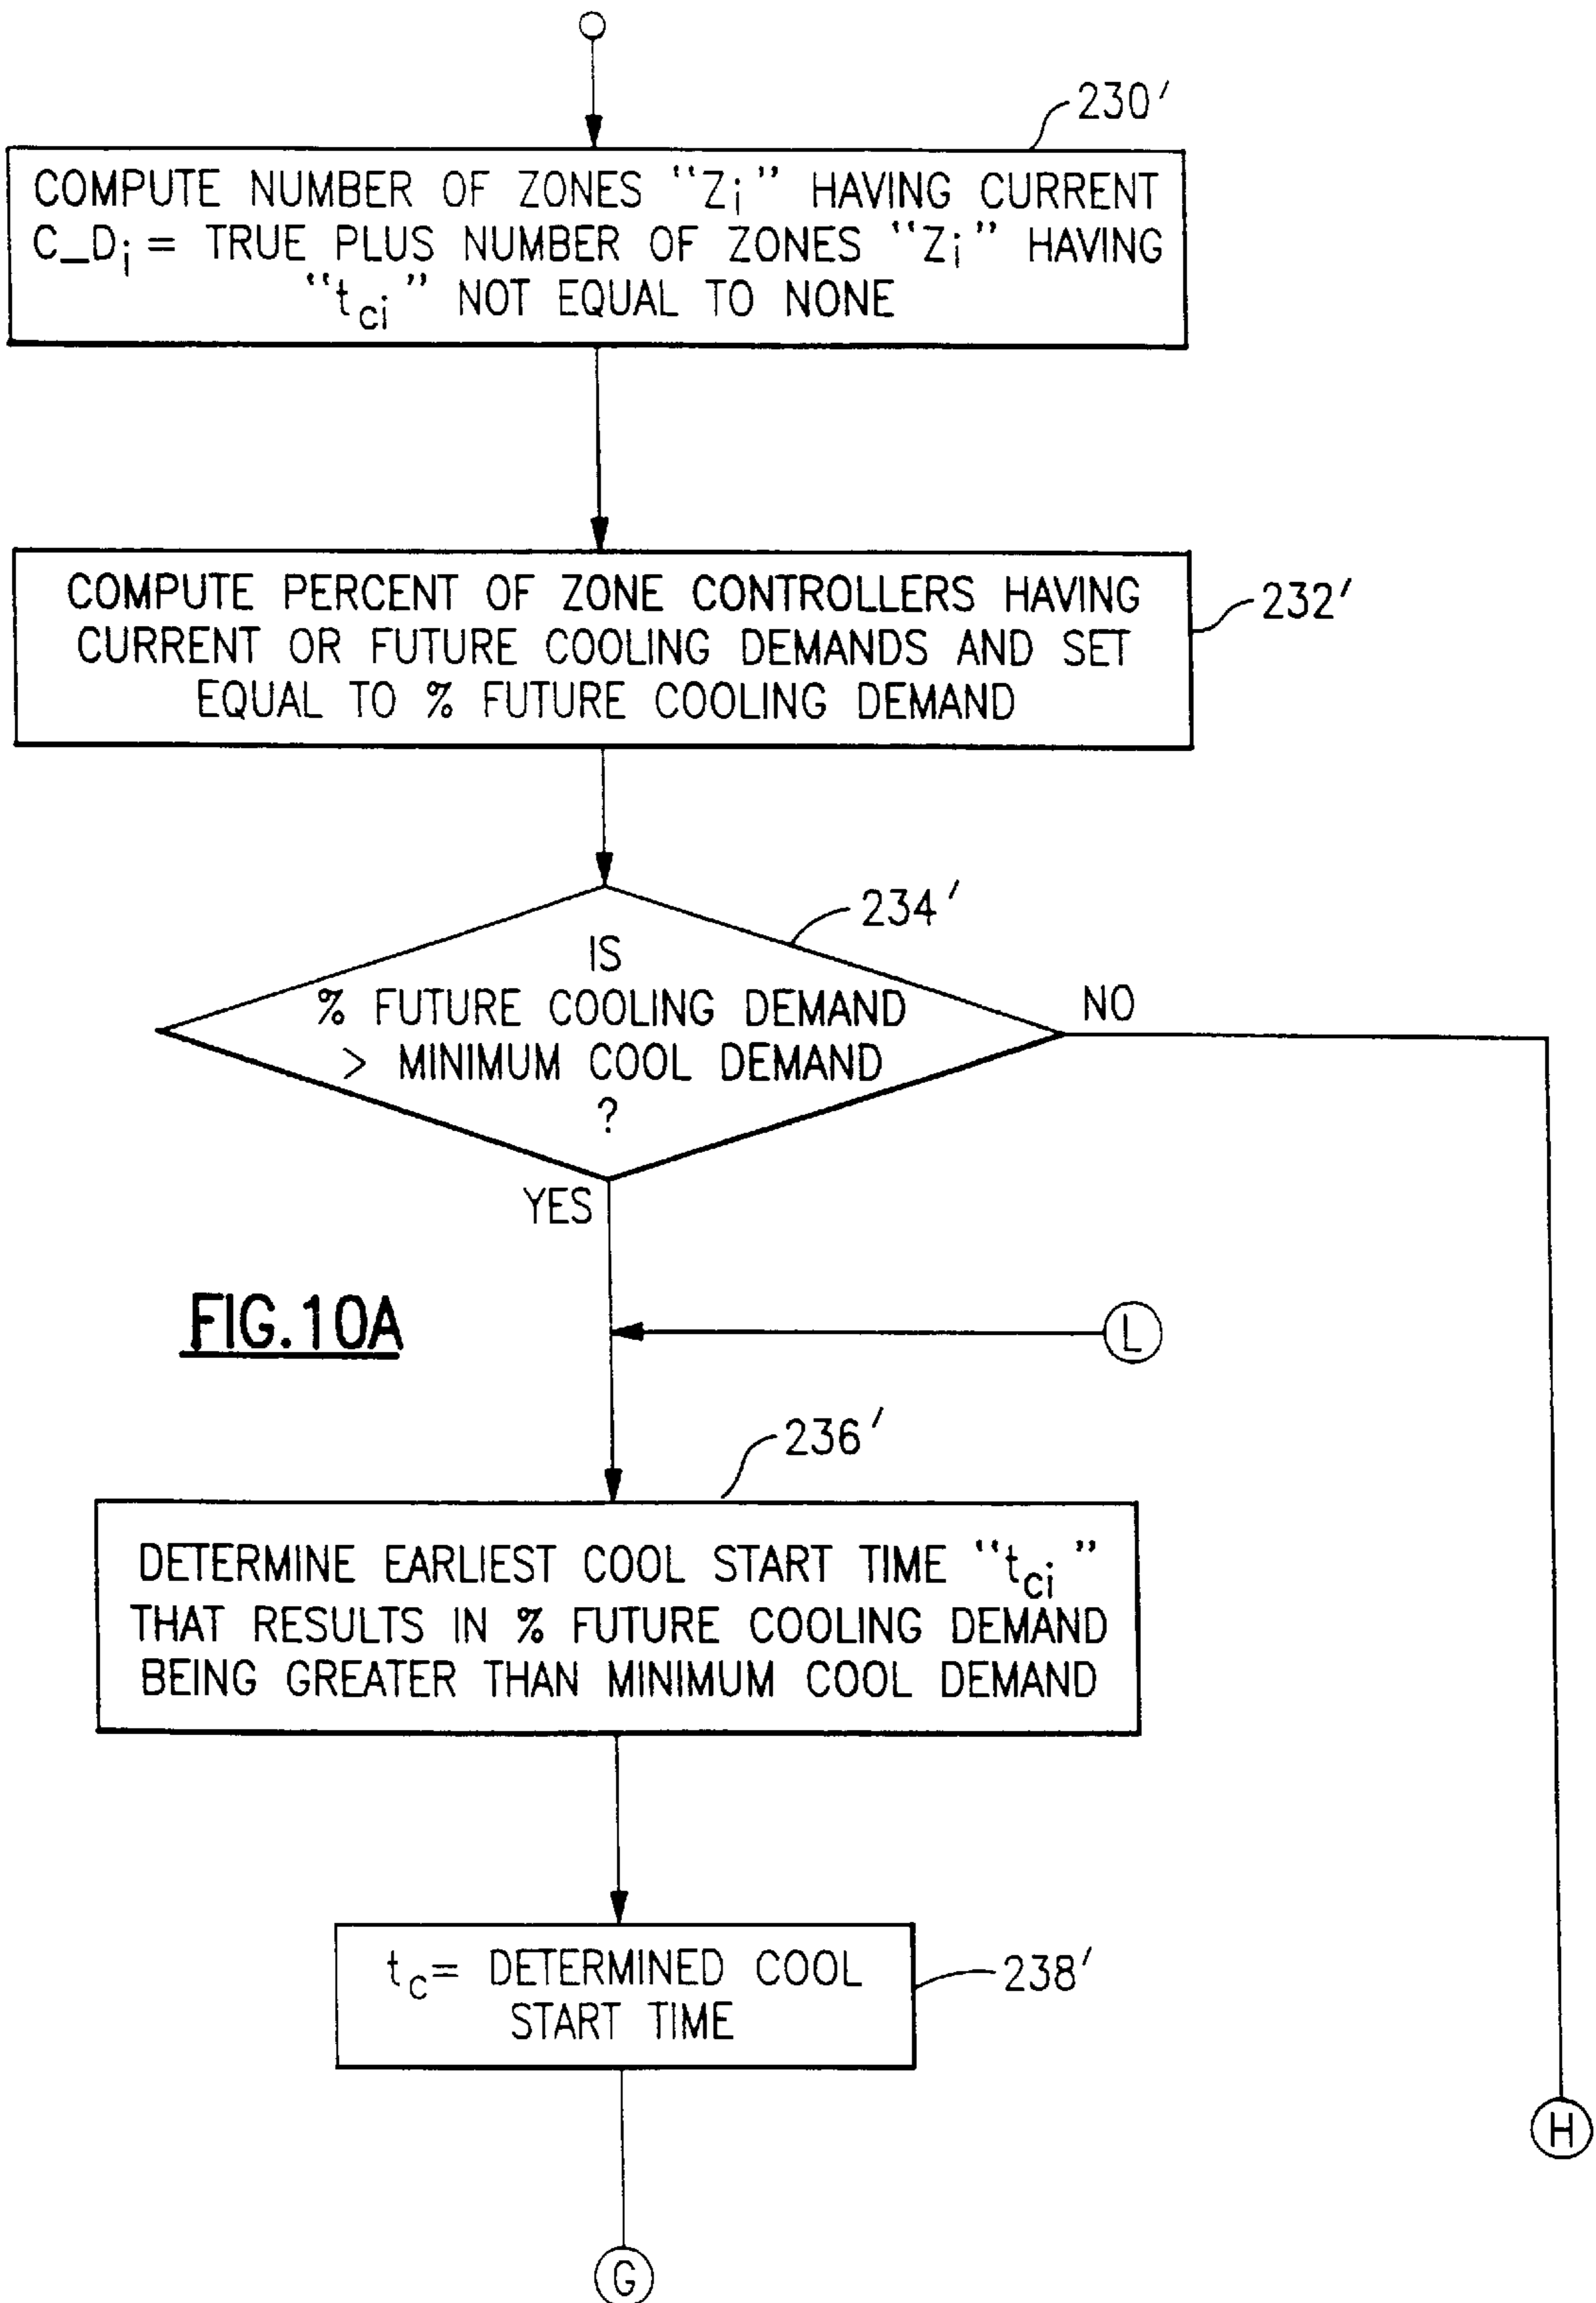 230′
COMPUTE NUMBER OF ZONES "Zi" HAVING CURRENT
C_Di = TRUE PLUS NUMBER OF ZONES "Zi" HAVING
"tci" NOT EQUAL TO NONE
COMPUTE PERCENT OF ZONE CONTROLLERS HAVING
CURRENT OR FUTURE COOLING DEMANDS AND SET
EQUAL TO % FUTURE COOLING DEMAND
232′
234′
IS
% FUTURE COOLING DEMAND
> MINIMUM COOL DEMAND
?
NO
YES
FIG.10A
L
236′
DETERMINE EARLIEST COOL START TIME "tci"
THAT RESULTS IN % FUTURE COOLING DEMAND
BEING GREATER THAN MINIMUM COOL DEMAND
tc= DETERMINED COOL
START TIME
238′
H
G